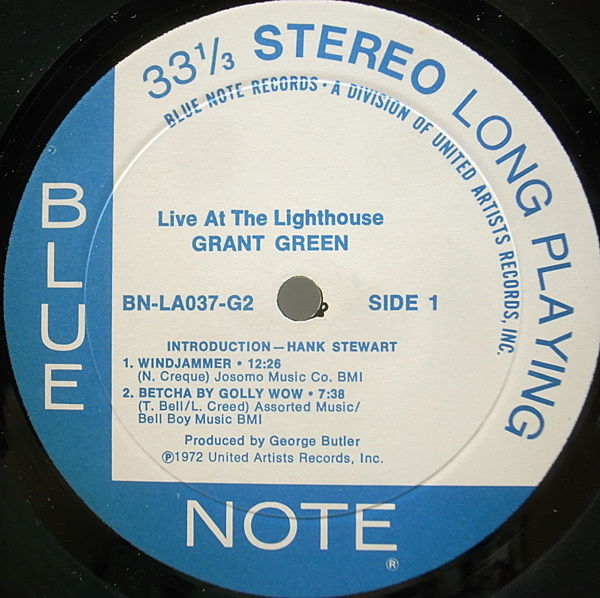 33⅓ STEREO LONG PLAYING
BLUE NOTE RECORDS • A DIVISION OF UNITED ARTISTS RECORDS, INC.
BLUE
Live At The Lighthouse
GRANT GREEN
BN-LA037-G2 SIDE 1
INTRODUCTION—HANK STEWART
1. WINDJAMMER • 12:26
(N. Creque) Josomo Music Co. BMI
2. BETCHA BY GOLLY WOW • 7:38
(T. Bell/L. Creed) Assorted Music/
Bell Boy Music BMI
Produced by George Butler
℗1972 United Artists Records, Inc.
NOTE
®